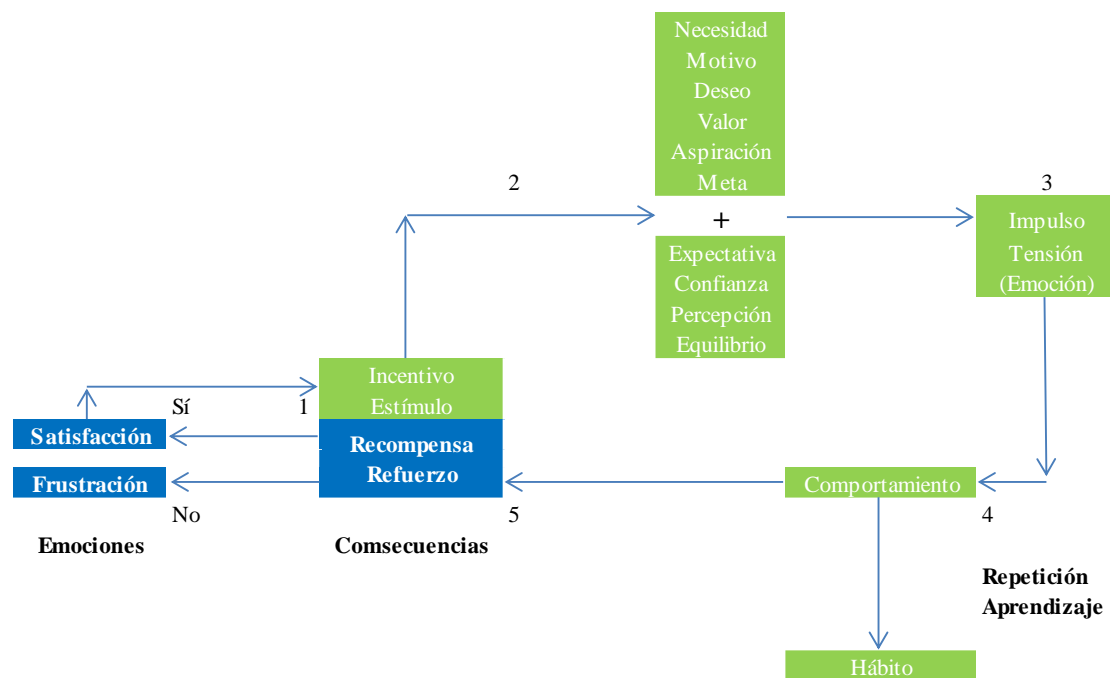 Necesidad
Motivo
Deseo
Valor
Aspiración
Meta
2
3
+
Impulso
Tensión
(Emoción)
Expectativa
Confianza
Percepción
Equilibrio
Incentivo
Estímulo
Sí
1
Satisfacción
Recompensa
Refuerzo
Frustración
Comportamiento
No
5
4
Emociones
Comsecuencias
Repetición
Aprendizaje
Hábito